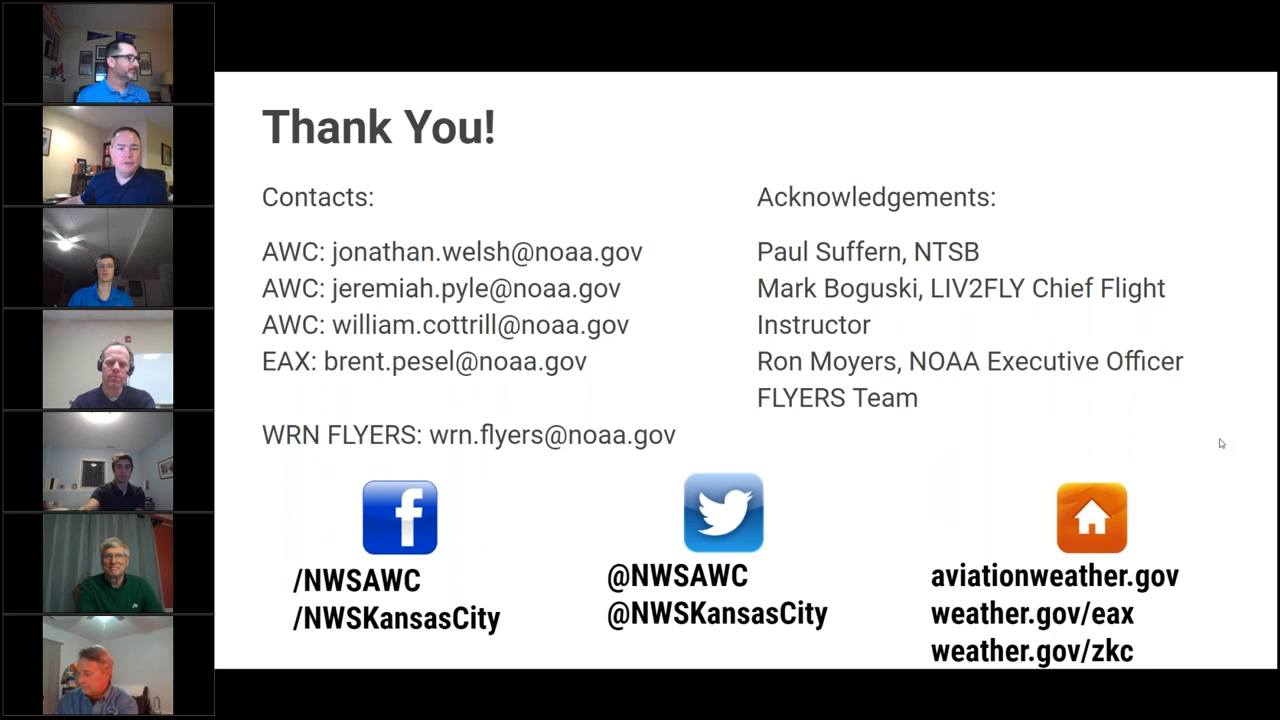 Thank You!
Contacts:
AWC: jonathan.welsh@noaa.gov
AWC: jeremiah.pyle@noaa.gov
AWC: william.cottrill@noaa.gov
EAX: brent.pesel@noaa.gov
WRN FLYERS: wrn.flyers@noaa.gov
Acknowledgements:
Paul Suffern, NTSB
Mark Boguski, LIV2FLY Chief Flight
Instructor
Ron Moyers, NOAA Executive Officer
FLYERS Team
/NWSAWC
/NWSKansasCity
@NWSAWC
@NWSKansasCity
aviationweather.gov
weather.gov/eax
weather.gov/zkc